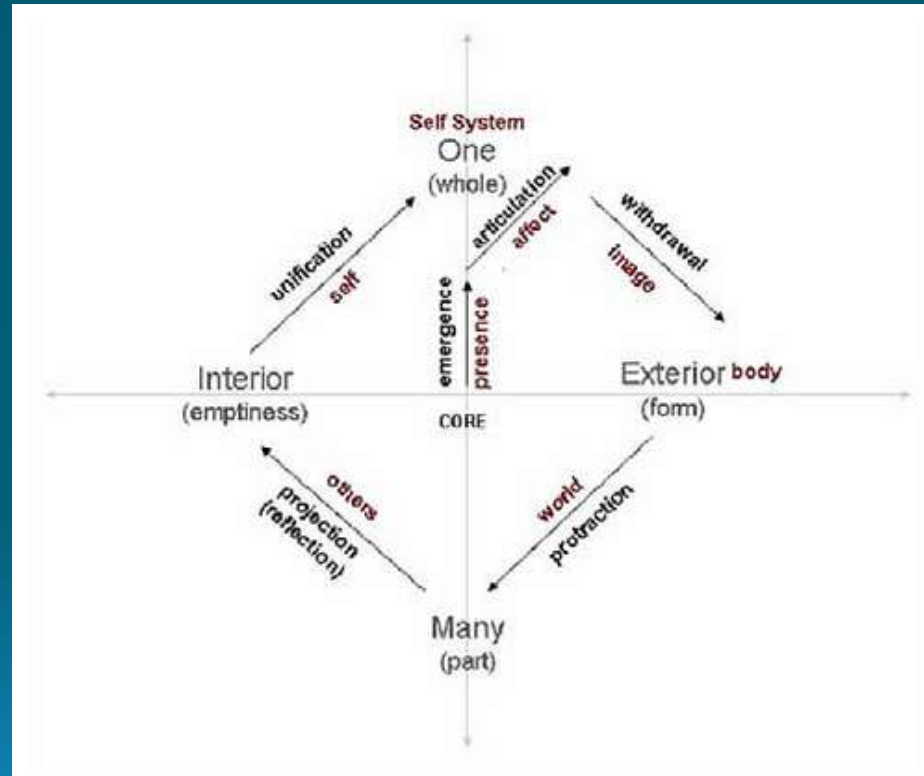 Self System
One
(whole)
articulation
affect
withdrawal
image
unification
self
emergence
presence
Interior
(emptiness)
Exterior body
(form)
CORE
others
projection
(reflection)
world
protraction
Many
(part)